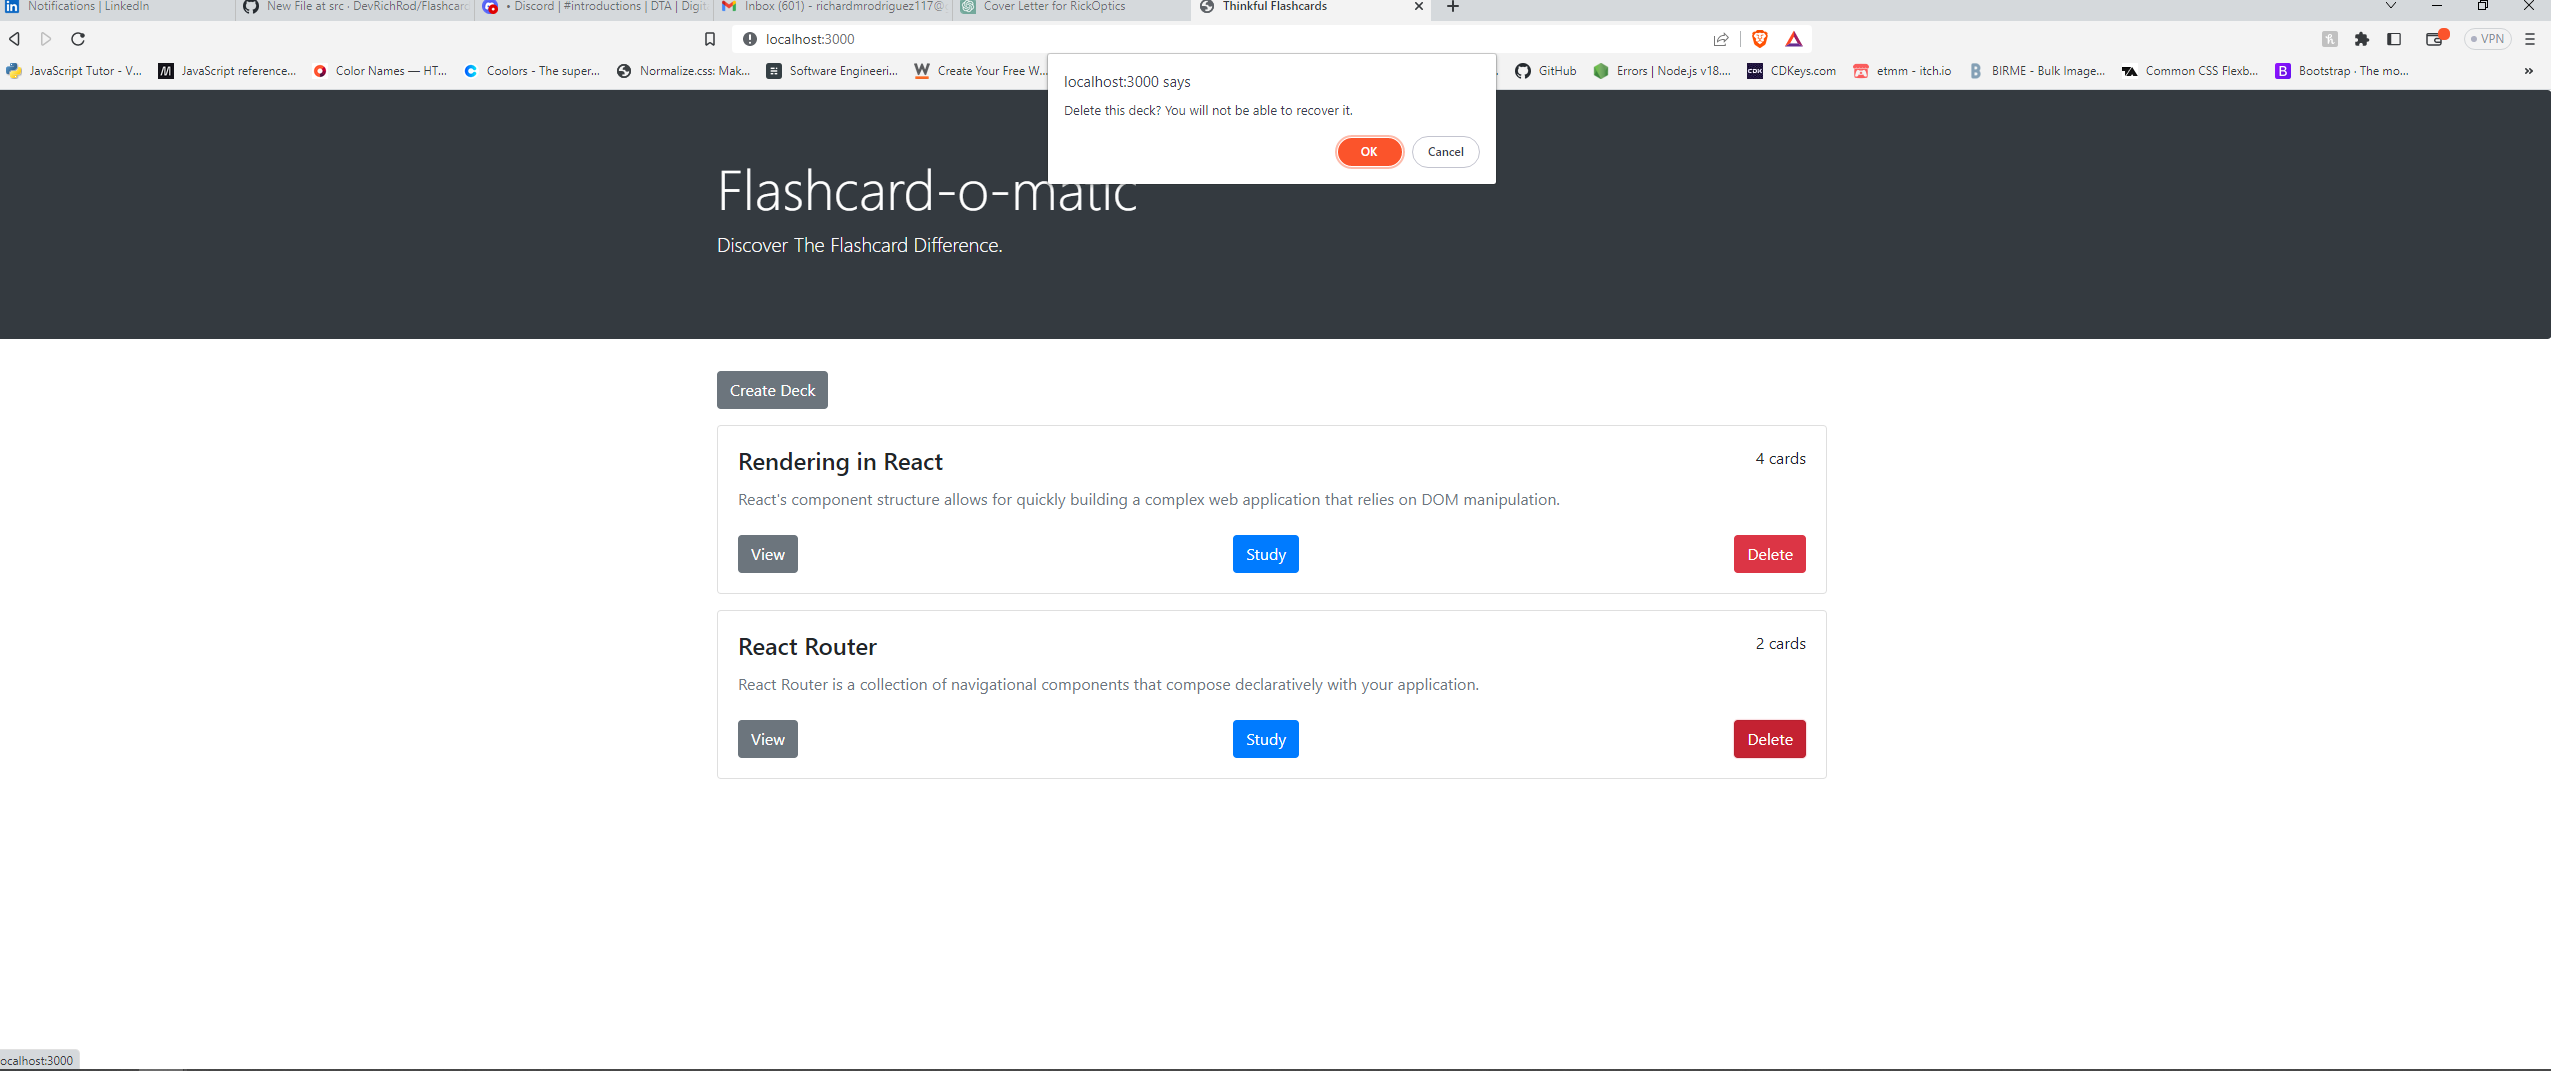 Notifications | LinkedIn
New File at src · DevRichRod/Flashcard
• Discord | #introductions | DTA | Digit
Inbox (601) - richardmrodriguez117@
Cover Letter for RickOptics
Thinkful Flashcards
localhost:3000
VPN
JavaScript Tutor - V...
JavaScript reference...
Color Names — HT...
Coolors - The super...
Normalize.css: Mak...
Software Engineeri...
Create Your Free W...
GitHub
Errors | Node.js v18....
CDKeys.com
etmm - itch.io
BIRME - Bulk Image...
Common CSS Flexb...
Bootstrap · The mo...
localhost:3000 says
Delete this deck? You will not be able to recover it.
OK
Cancel
Flashcard-o-matic
Discover The Flashcard Difference.
Create Deck
Rendering in React
4 cards
React's component structure allows for quickly building a complex web application that relies on DOM manipulation.
View
Study
Delete
React Router
2 cards
React Router is a collection of navigational components that compose declaratively with your application.
View
Study
Delete
ocalhost:3000